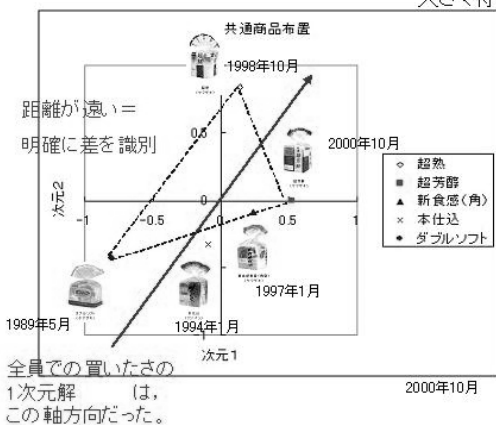 共通商品布置
1998年10月
距離が遠い＝
明確に差を識別
2000年10月
0.5
0
-1
-0.5
0
0.5
1
次元2
超熟
超芳醇
新食感(角)
本仕込
ダブルソフト
1997年1月
1989年5月
1994年1月
-1
次元1
全員での買いたさの
1次元解 は,
この軸方向だった。
2000年10月